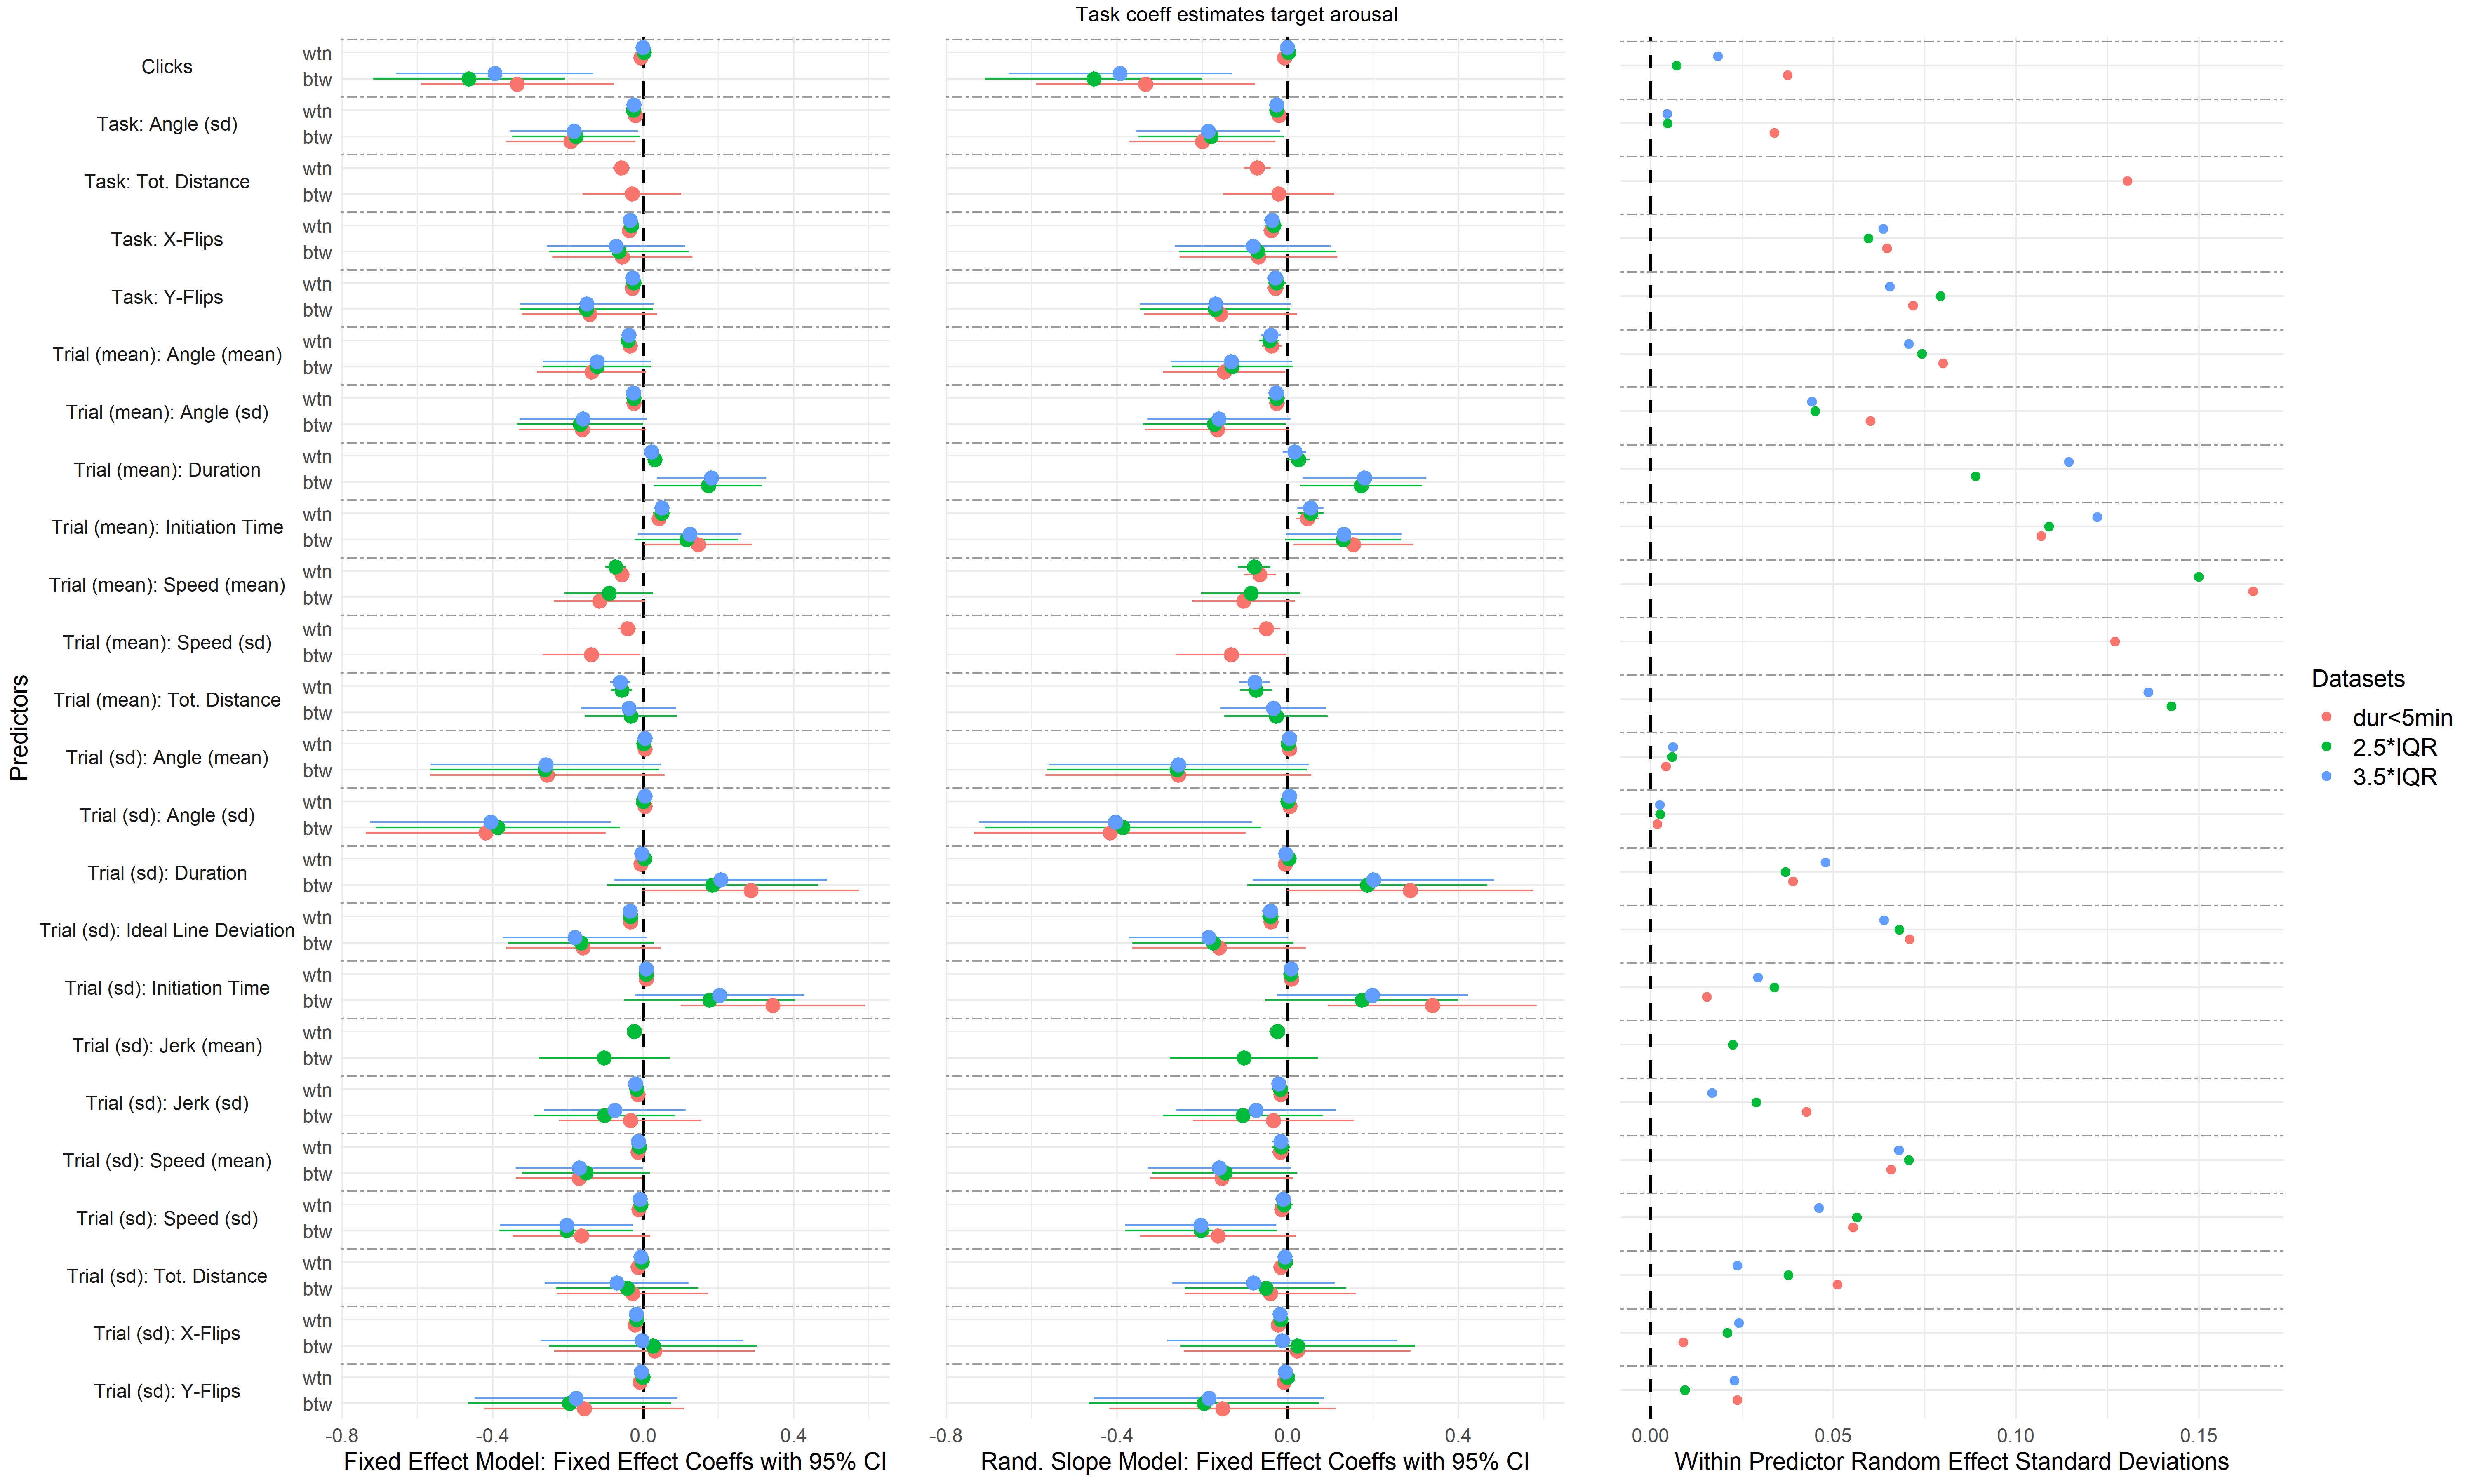 Task coeff estimates target arousal
Predictors
Clicks
wtn
btw
Task: Angle (sd)
wtn
btw
Task: Tot. Distance
wtn
btw
Task: X-Flips
wtn
btw
Task: Y-Flips
wtn
btw
Trial (mean): Angle (mean)
wtn
btw
Trial (mean): Angle (sd)
wtn
btw
Trial (mean): Duration
wtn
btw
Trial (mean): Initiation Time
wtn
btw
Trial (mean): Speed (mean)
wtn
btw
Trial (mean): Speed (sd)
wtn
btw
Trial (mean): Tot. Distance
wtn
btw
Trial (sd): Angle (mean)
wtn
btw
Trial (sd): Angle (sd)
wtn
btw
Trial (sd): Duration
wtn
btw
Trial (sd): Ideal Line Deviation
wtn
btw
Trial (sd): Initiation Time
wtn
btw
Trial (sd): Jerk (mean)
wtn
btw
Trial (sd): Jerk (sd)
wtn
btw
Trial (sd): Speed (mean)
wtn
btw
Trial (sd): Speed (sd)
wtn
btw
Trial (sd): Tot. Distance
wtn
btw
Trial (sd): X-Flips
wtn
btw
Trial (sd): Y-Flips
wtn
btw
-0.8 -0.4 0.0 0.4
Fixed Effect Model: Fixed Effect Coeffs with 95% CI
-0.8 -0.4 0.0 0.4
Rand. Slope Model: Fixed Effect Coeffs with 95% CI
0.00 0.05 0.10 0.15
Within Predictor Random Effect Standard Deviations
Datasets
dur<5min
2.5*IQR
3.5*IQR